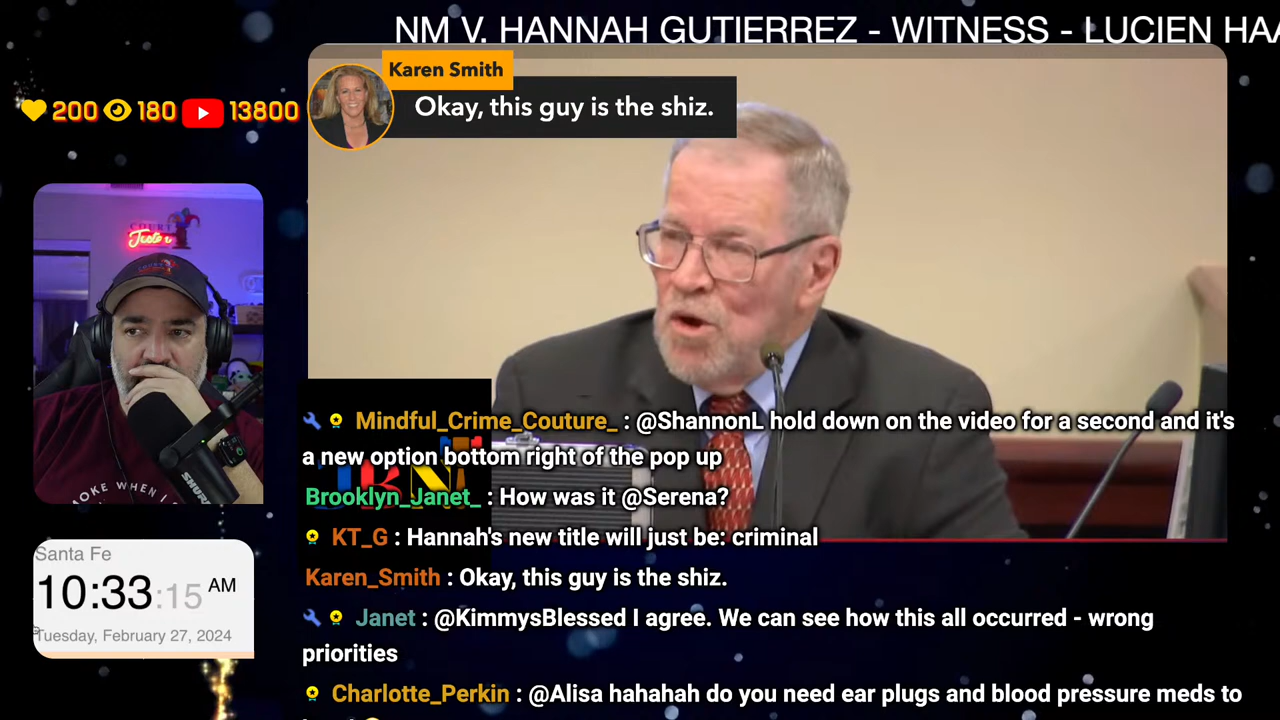 NM V. HANNAH GUTIERREZ - WITNESS - LUCIEN HA
Karen Smith
Okay, this guy is the shiz.
200 180 13800
COURT
Jester
SHURE
Mindful_Crime_Couture_ : @ShannonL hold down on the video for a second and it's
a new option bottom right of the pop up
Brooklyn_Janet_ : How was it @Serena?
KT_G : Hannah's new title will just be: criminal
Karen_Smith : Okay, this guy is the shiz.
Janet : @KimmysBlessed I agree. We can see how this all occurred - wrong
priorities
Charlotte_Perkin : @Alisa hahahah do you need ear plugs and blood pressure meds to
Santa Fe
10:33:15 AM
Tuesday, February 27, 2024